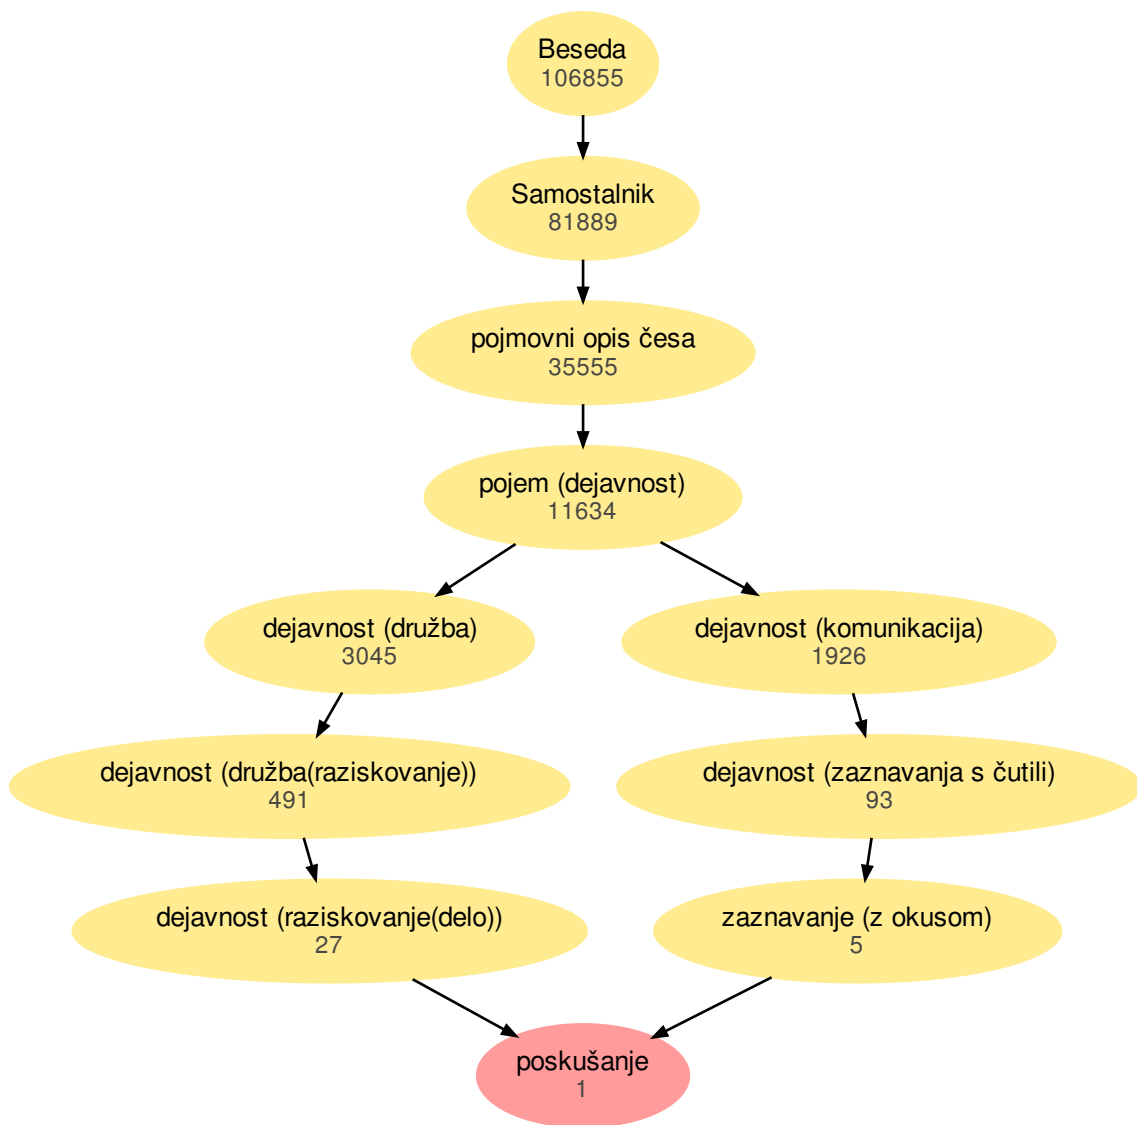 Beseda
106855
Samostalnik
81889
pojmovni opis česa
35555
pojem (dejavnost)
11634
dejavnost (družba)
3045
dejavnost (komunikacija)
1926
dejavnost (družba(raziskovanje))
491
dejavnost (zaznavanja s čutili)
93
dejavnost (raziskovanje(delo))
27
zaznavanje (z okusom)
5
poskušanje
1